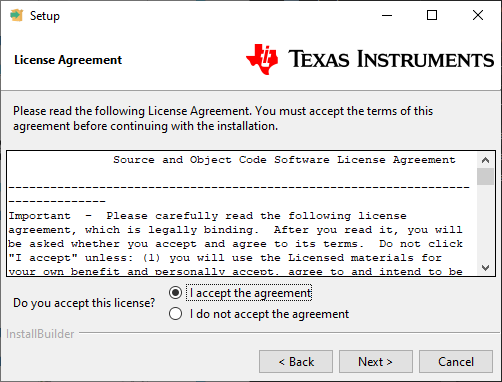 Setup
License Agreement
TEXAS INSTRUMENTS
Please read the following License Agreement. You must accept the terms of this
agreement before continuing with the installation.
Source and Object Code Software License Agreement
-------------------------------------------------------------------
--------------
Important  -  Please carefully read the following license
agreement, which is legally binding.  After you read it, you will
be asked whether you accept and agree to its terms.  Do not click
"I accept" unless: (1) you will use the Licensed materials for
your own benefit and personally accept, agree to and intend to be
Do you accept this license?
I accept the agreement
I do not accept the agreement
InstallBuilder
< Back
Next >
Cancel